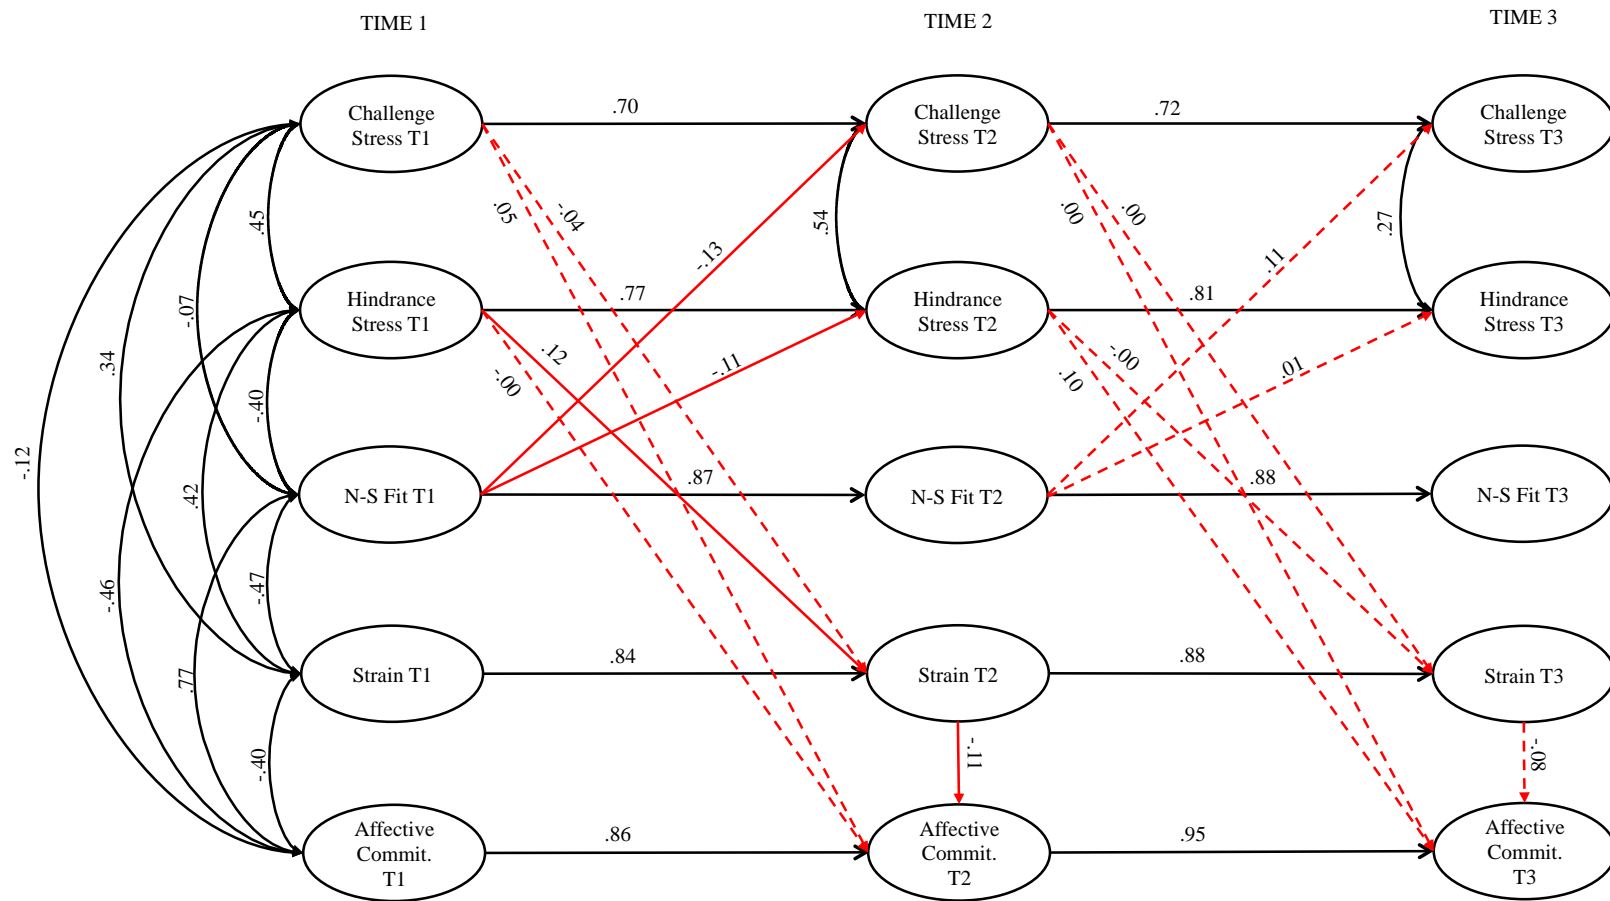 TIME 1
TIME 2
TIME 3
Challenge
Stress T1
.70
Challenge
Stress T2
.72
Challenge
Stress T3
.45
.05
-.04
-.13
.54
.00
.00
.11
.27
-.07
Hindrance
Stress T1
.77
Hindrance
Stress T2
.81
Hindrance
Stress T3
.34
-.40
.12
-.00
-.11
-.00
.10
.01
-.12
.42
N-S Fit T1
.87
N-S Fit T2
.88
N-S Fit T3
-.46
-.47
.77
Strain T1
.84
Strain T2
.88
Strain T3
-.40
-.11
-.08
Affective
Commit.
T1
.86
Affective
Commit.
T2
.95
Affective
Commit.
T3